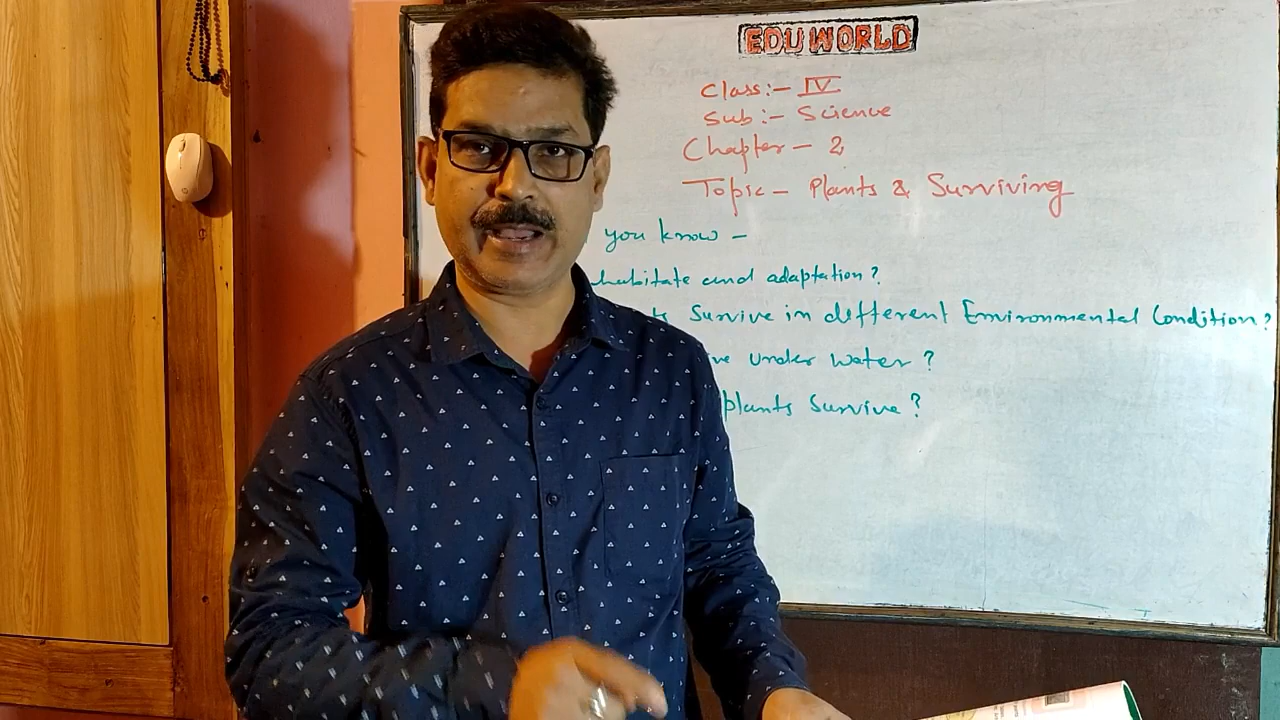 EDU WORLD
Class:- IV
Sub:- Science
Chapter - 2
Topic - Plants & Surviving
you know -
habitate and adaptation?
Survive in different Environmental Condition?
under water?
plants Survive?